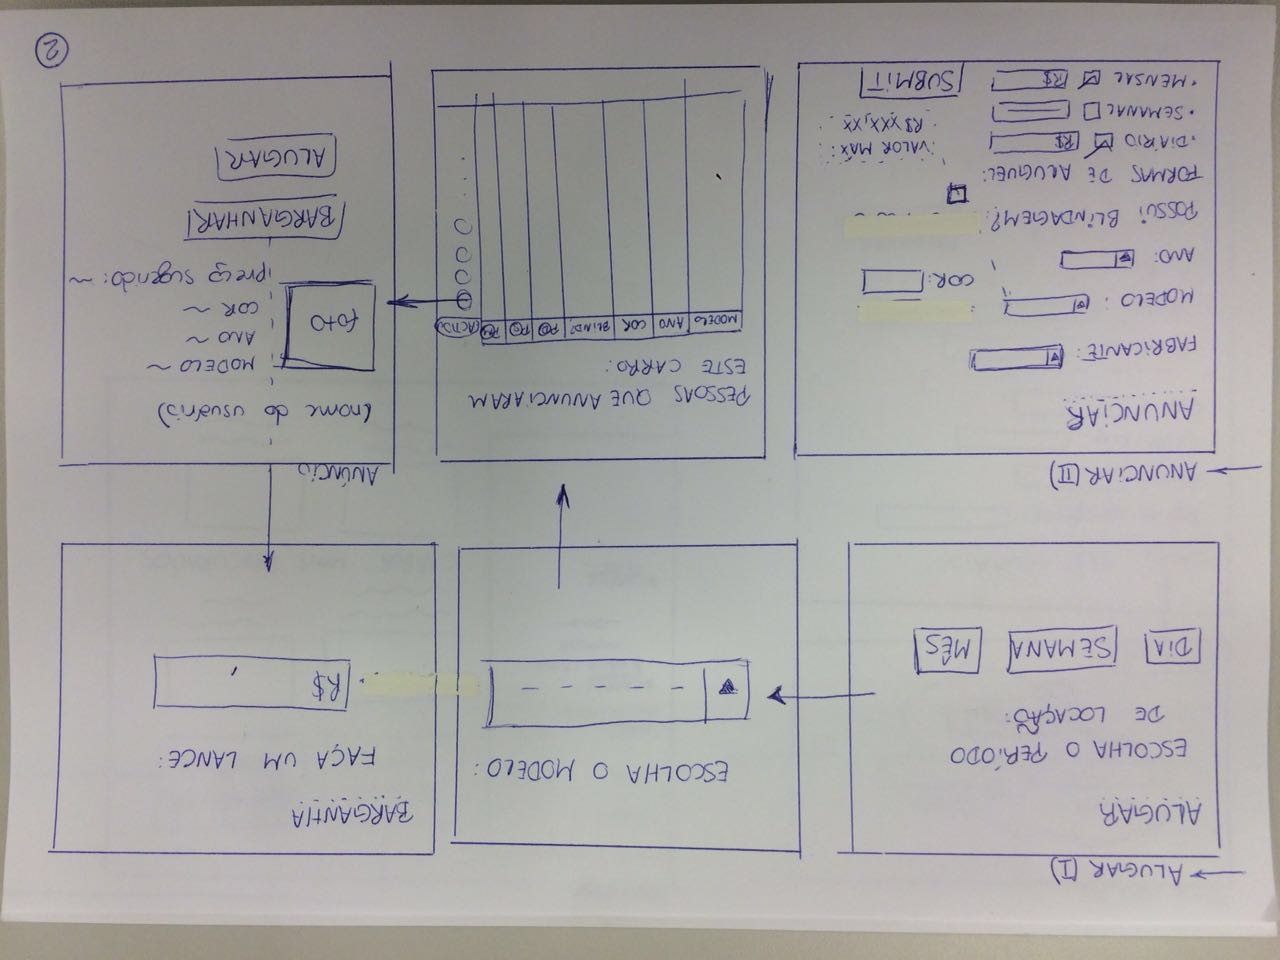 → ALUGAR (I)
ALUGAR
ESCOLHA O PERÍODO
DE LOCAÇÃO:
DIA
SEMANA
MÊS
ESCOLHA O MODELO:
BARGANHA
FAÇA UM LANCE:
R$
→ ANUNCIAR (II)
ANUNCIAR
FABRICANTE:
MODELO:
COR:
ANO:
POSSUI BLINDAGEM?:
FORMAS DE ALUGUEL:
• DIÁRIO R$
• SEMANAL
• MENSAL R$
VALOR MÁX:
R$ XXX,XX
SUBMIT
PESSOAS QUE ANUNCIARAM
ESTE CARRO:
MODELO ANO COR BLIND?
ANÚNCIO
(nome do usuário)
FOTO
MODELO ~
ANO ~
COR ~
preço sugerido: ~
BARGANHAR!
ALUGAR!
2